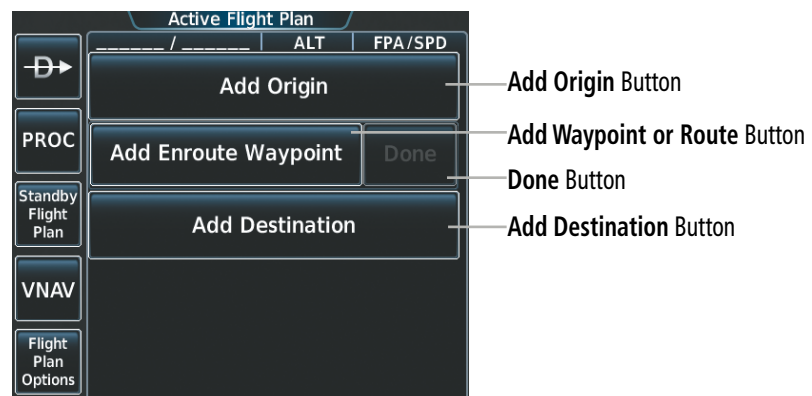 Active Flight Plan
______ / ______ ALT FPA/SPD
D
Add Origin
Add Origin Button
PROC
Add Enroute Waypoint
Done
Add Waypoint or Route Button
Done Button
Standby
Flight
Plan
Add Destination
Add Destination Button
VNAV
Flight
Plan
Options